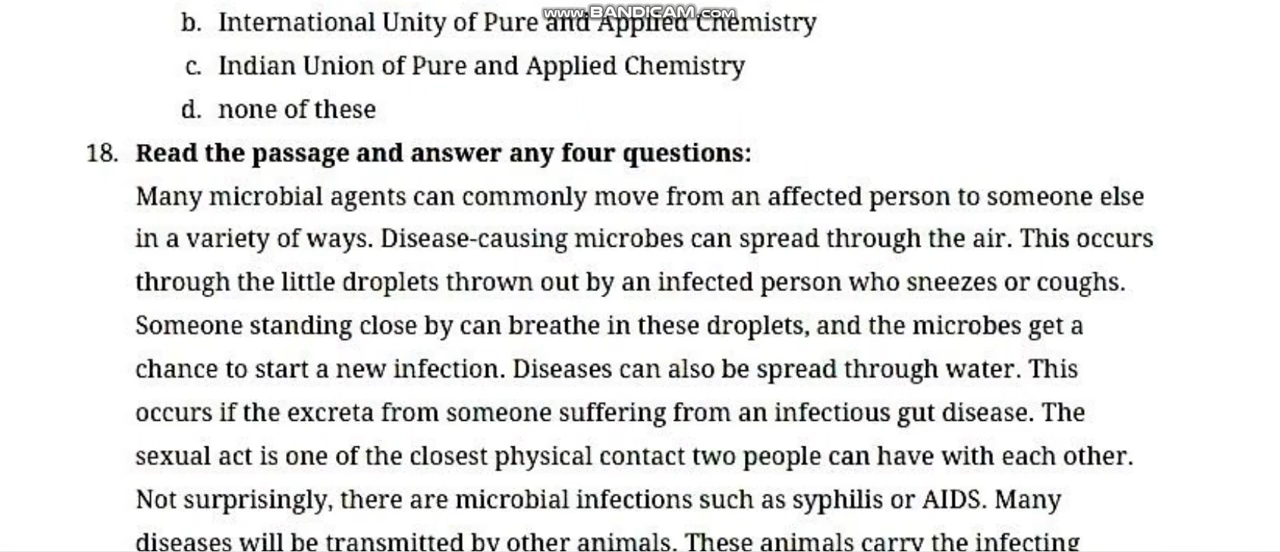 www.BANDICAM.com
b. International Unity of Pure and Applied Chemistry
c. Indian Union of Pure and Applied Chemistry
d. none of these
18. Read the passage and answer any four questions:
Many microbial agents can commonly move from an affected person to someone else
in a variety of ways. Disease-causing microbes can spread through the air. This occurs
through the little droplets thrown out by an infected person who sneezes or coughs.
Someone standing close by can breathe in these droplets, and the microbes get a
chance to start a new infection. Diseases can also be spread through water. This
occurs if the excreta from someone suffering from an infectious gut disease. The
sexual act is one of the closest physical contact two people can have with each other.
Not surprisingly, there are microbial infections such as syphilis or AIDS. Many
diseases will be transmitted by other animals. These animals carry the infecting